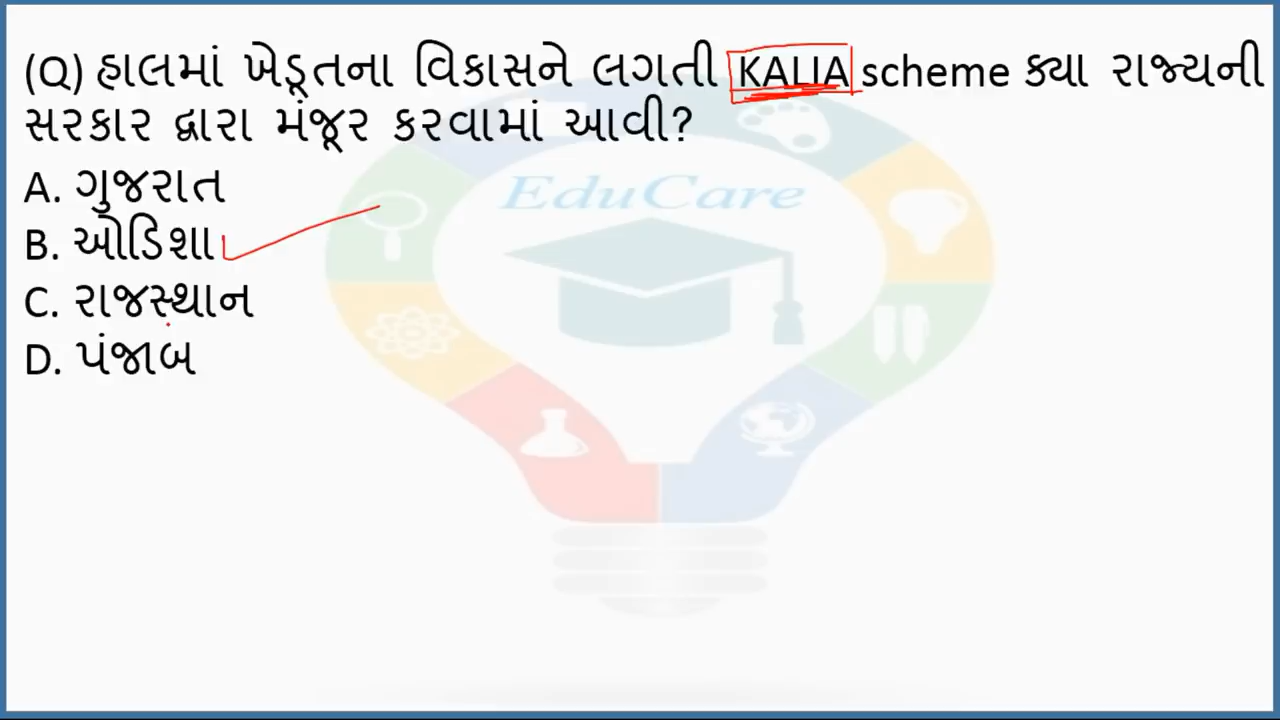 (Q) હાલમાં ખેડૂતના વિકાસને લગતી KALIA scheme ક્યા રાજ્યની
સરકાર દ્વારા મંજૂર કરવામાં આવી?
EduCare
A. ગુજરાત
B. ઓડિશા
C. રાજસ્થાન
D. પંજાબ